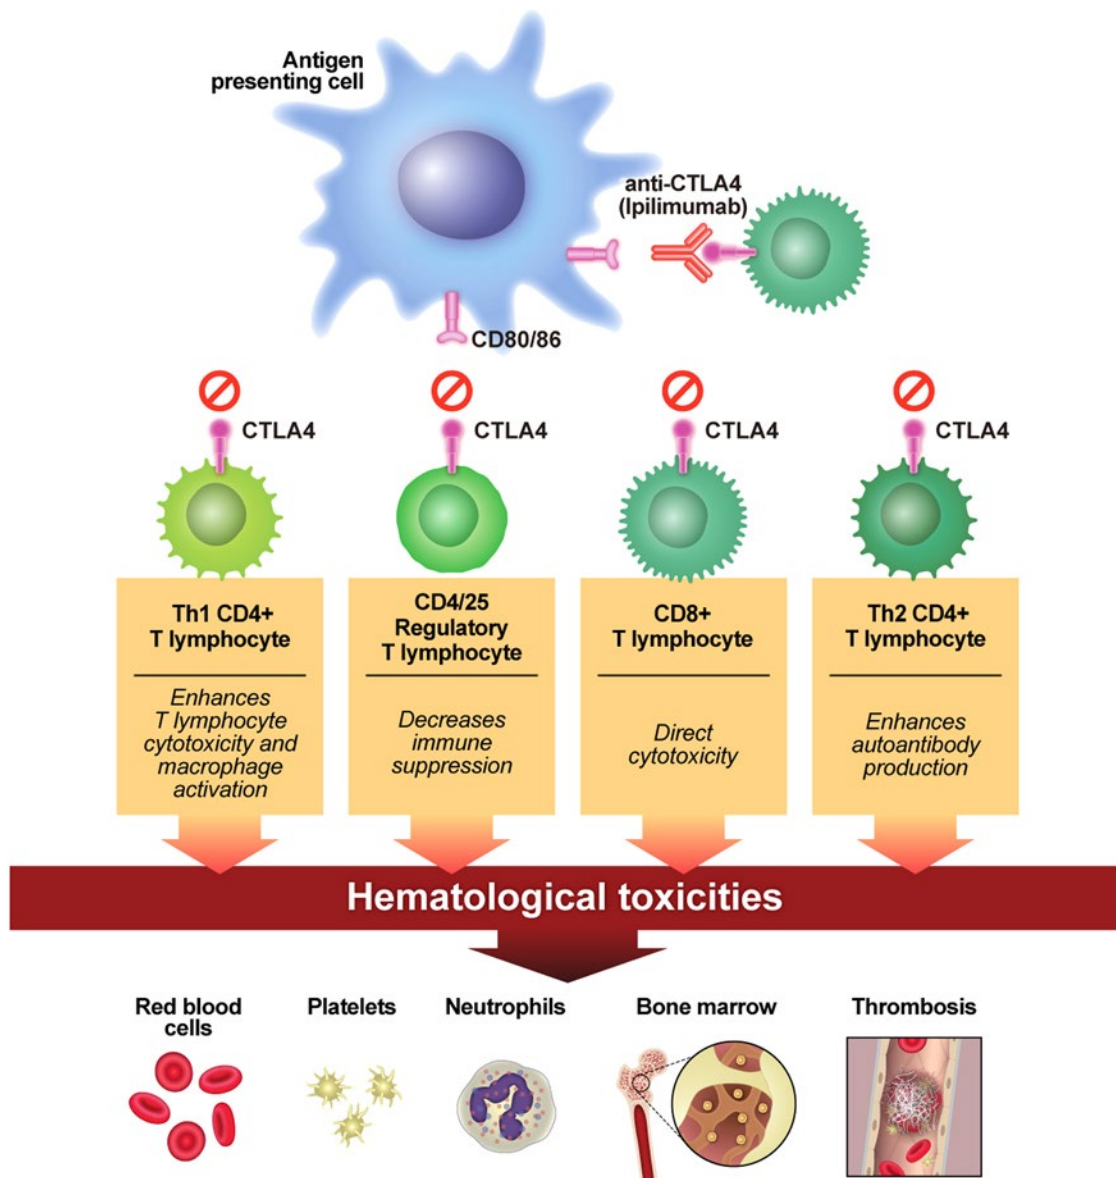 Antigen
presenting cell
anti-CTLA4
(Ipilimumab)
CD80/86
CTLA4
CTLA4
CTLA4
CTLA4
Th1 CD4+
T lymphocyte
Enhances
T lymphocyte
cytotoxicity and
macrophage
activation
CD4/25
Regulatory
T lymphocyte
Decreases
immune
suppression
CD8+
T lymphocyte
Direct
cytotoxicity
Th2 CD4+
T lymphocyte
Enhances
autoantibody
production
Hematological toxicities
Red blood
cells
Platelets
Neutrophils
Bone marrow
Thrombosis